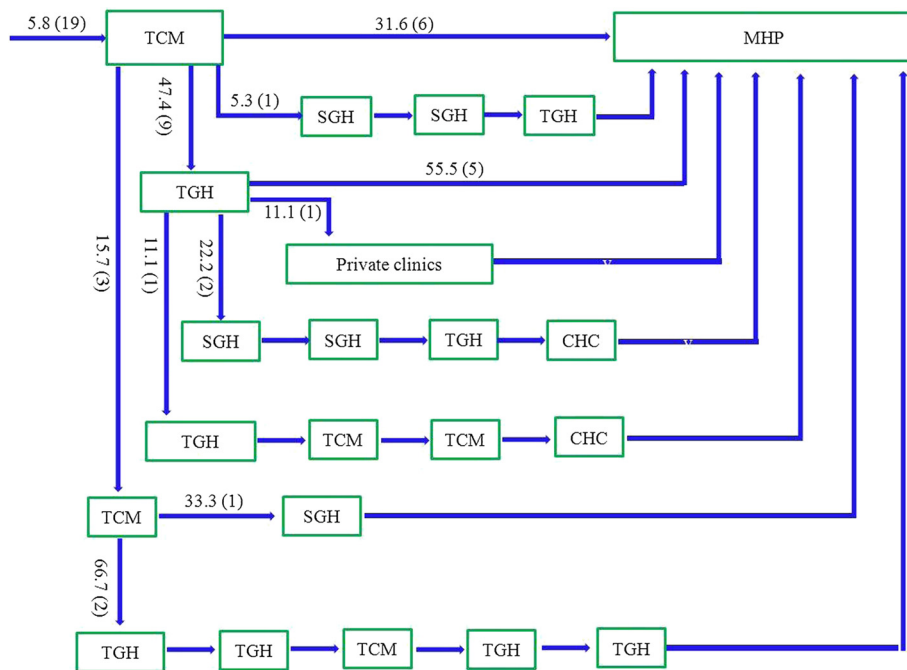 5.8 (19)
TCM
31.6 (6)
MHP
47.4 (9)
5.3 (1)
SGH
SGH
TGH
TGH
55.5 (5)
11.1 (1)
15.7 (3)
11.1 (1)
22.2 (2)
Private clinics
v
SGH
SGH
TGH
CHC
v
TGH
TCM
TCM
CHC
TCM
33.3 (1)
SGH
66.7 (2)
TGH
TGH
TCM
TGH
TGH